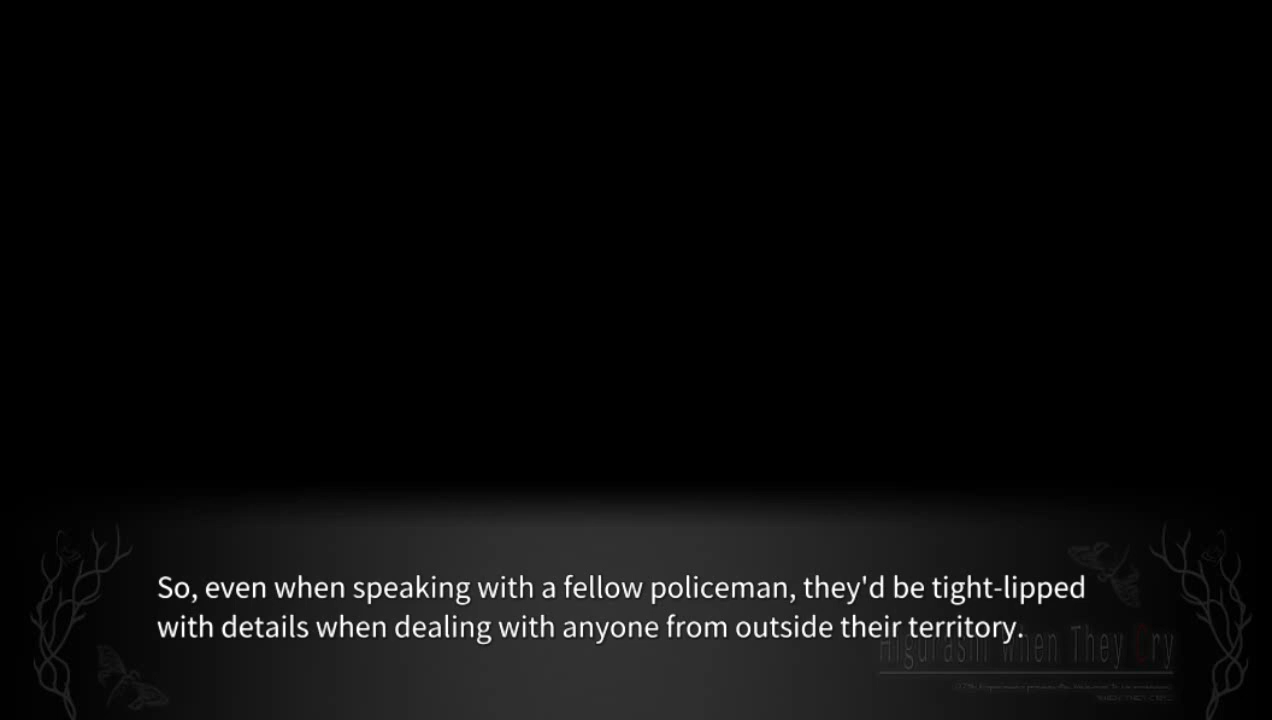 So, even when speaking with a fellow policeman, they'd be tight-lipped
with details when dealing with anyone from outside their territory.
Higurashi When They Cry